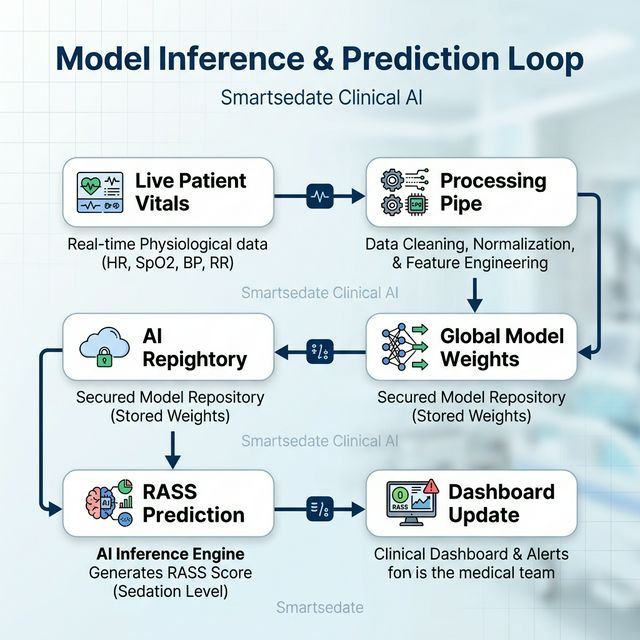 Model Inference & Prediction Loop
Smartsedate Clinical AI
Live Patient
Vitals
Real-time Physiological data
(HR, SpO2, BP, RR)
Processing
Pipe
Data Cleaning, Normalization,
& Feature Engineering
Smartsedate Clinical AI
AI
Repightory
Secured Model Repository
(Stored Weights)
Global Model
Weights
Secured Model Repository
(Stored Weights)
Smartsedate Clinical AI
AI
RASS
Prediction
AI Inference Engine
Generates RASS Score
(Sedation Level)
0
RASS
Dashboard
Update
Clinical Dashboard & Alerts
fon is the medical team
Smartsedate